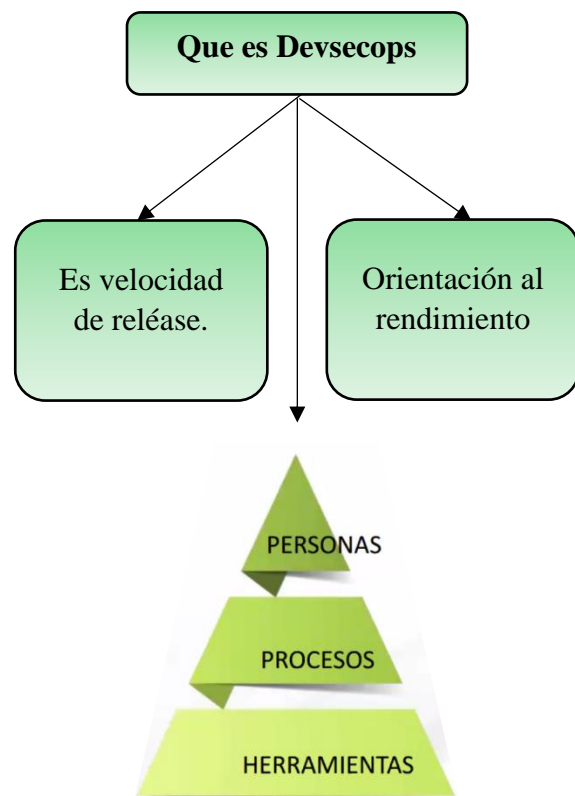 Que es Devsecops
Es velocidad
de reléase.
Orientación al
rendimiento
PERSONAS
PROCESOS
HERRAMIENTAS